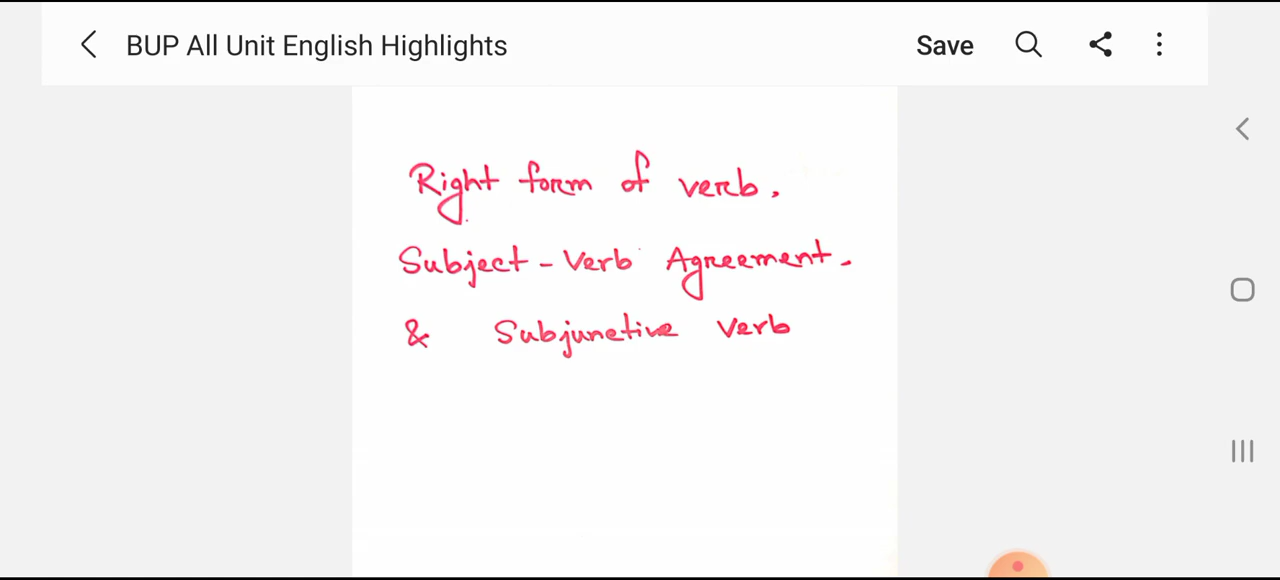 BUP All Unit English Highlights Save
Right form of verb.
Subject - Verb Agreement.
& Subjunctive Verb